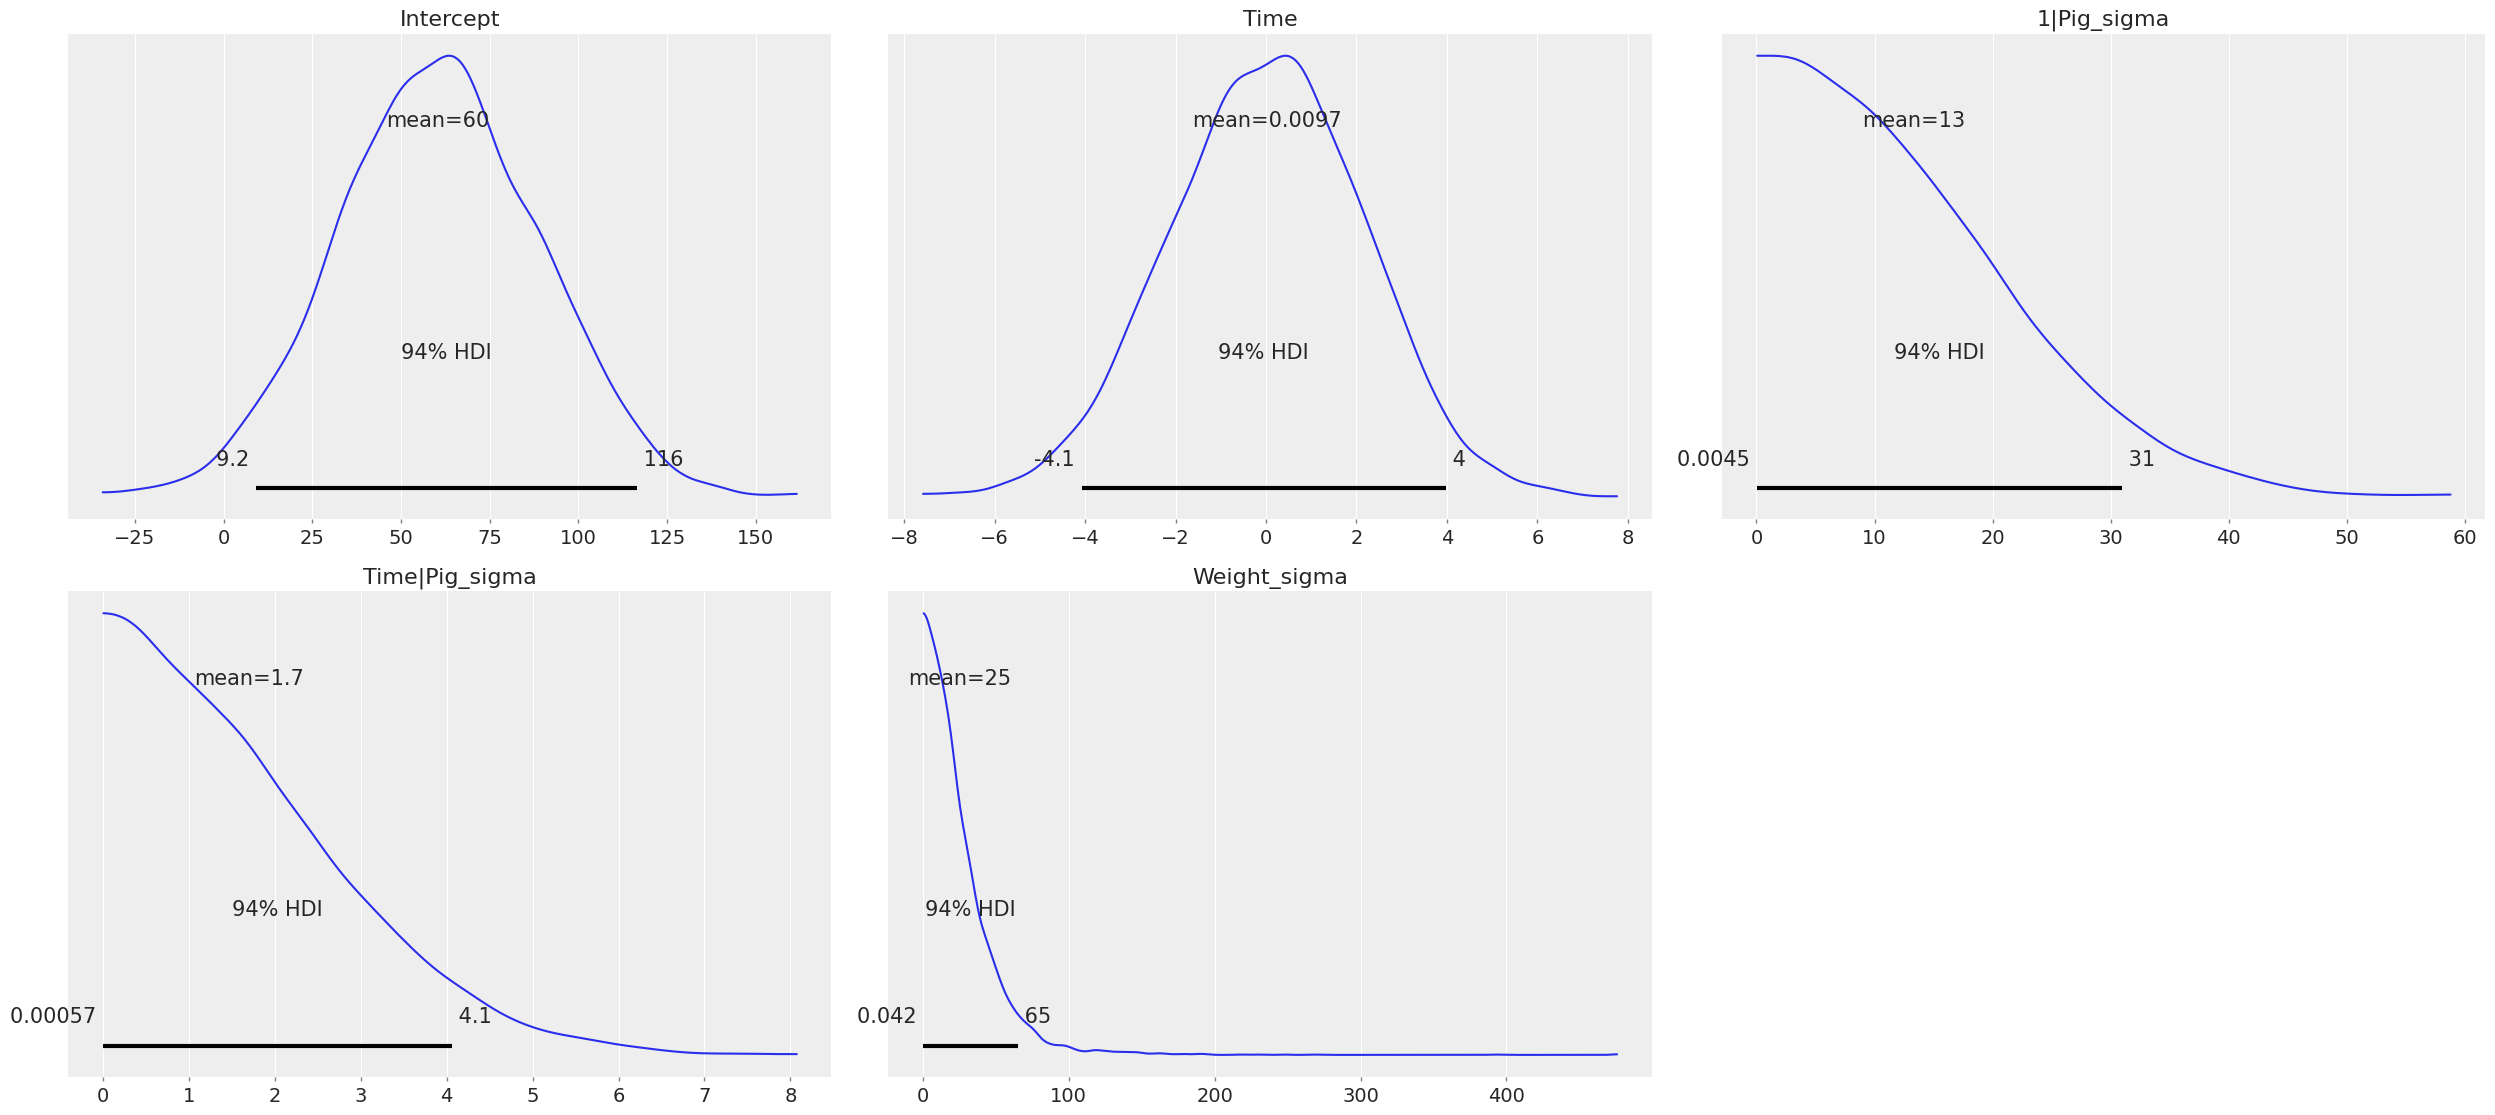 Intercept
mean=60
94% HDI
9.2 116
−25 0 25 50 75 100 125 150
Time
mean=0.0097
94% HDI
-4.1 4
−8 −6 −4 −2 0 2 4 6 8
1|Pig_sigma
mean=13
94% HDI
0.0045 31
0 10 20 30 40 50 60
Time|Pig_sigma
mean=1.7
94% HDI
0.00057 4.1
0 1 2 3 4 5 6 7 8
Weight_sigma
mean=25
94% HDI
0.042 65
0 100 200 300 400